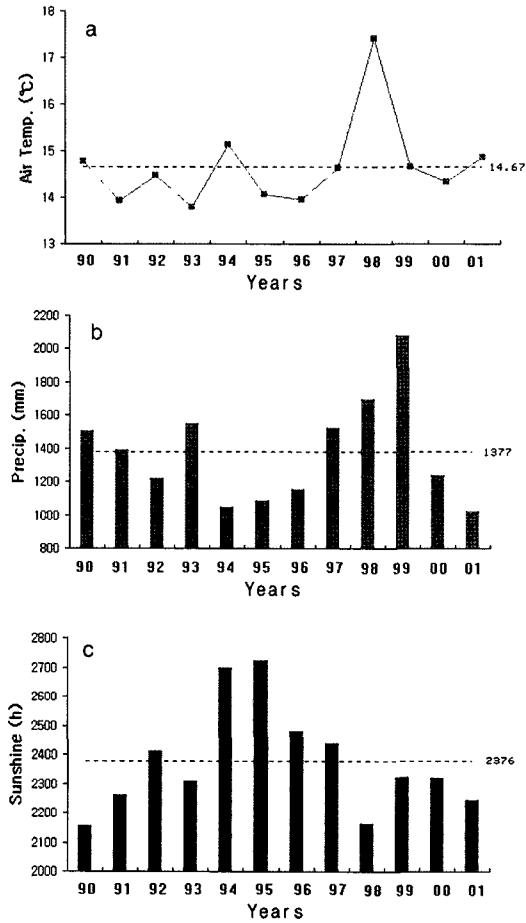 a
Air Temp. (℃)
18
17
16
15
14
13
14.67
90 91 92 93 94 95 96 97 98 99 00 01
Years
b
Precip. (mm)
2200
2000
1800
1600
1400
1200
1000
800
1377
90 91 92 93 94 95 96 97 98 99 00 01
Years
c
Sunshine (h)
2800
2700
2600
2500
2400
2300
2200
2100
2000
2376
90 91 92 93 94 95 96 97 98 99 00 01
Years